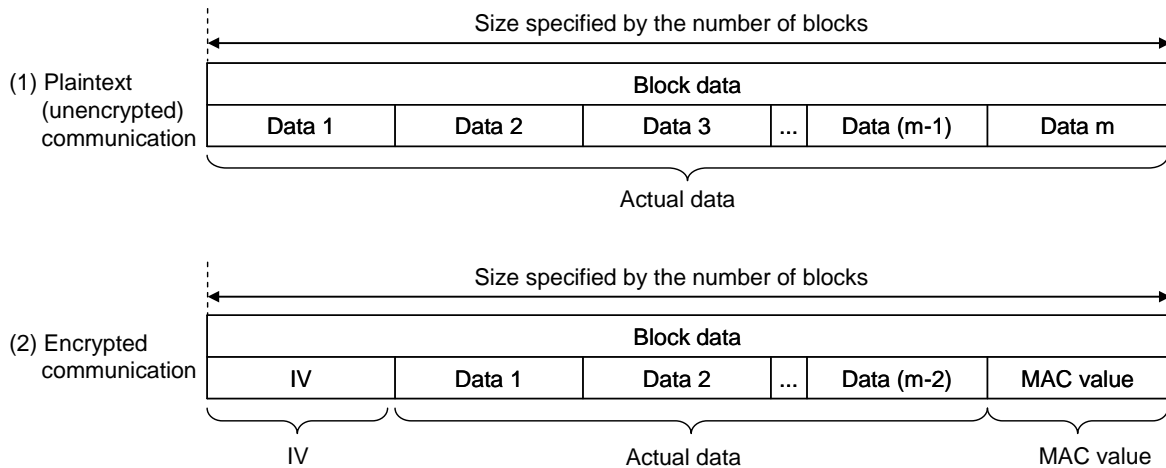 Size specified by the number of blocks
(1) Plaintext
(unencrypted)
communication
Block data
Data 1 Data 2 Data 3 ... Data (m-1) Data m
Actual data
Size specified by the number of blocks
(2) Encrypted
communication
Block data
IV Data 1 Data 2 ... Data (m-2) MAC value
IV Actual data MAC value